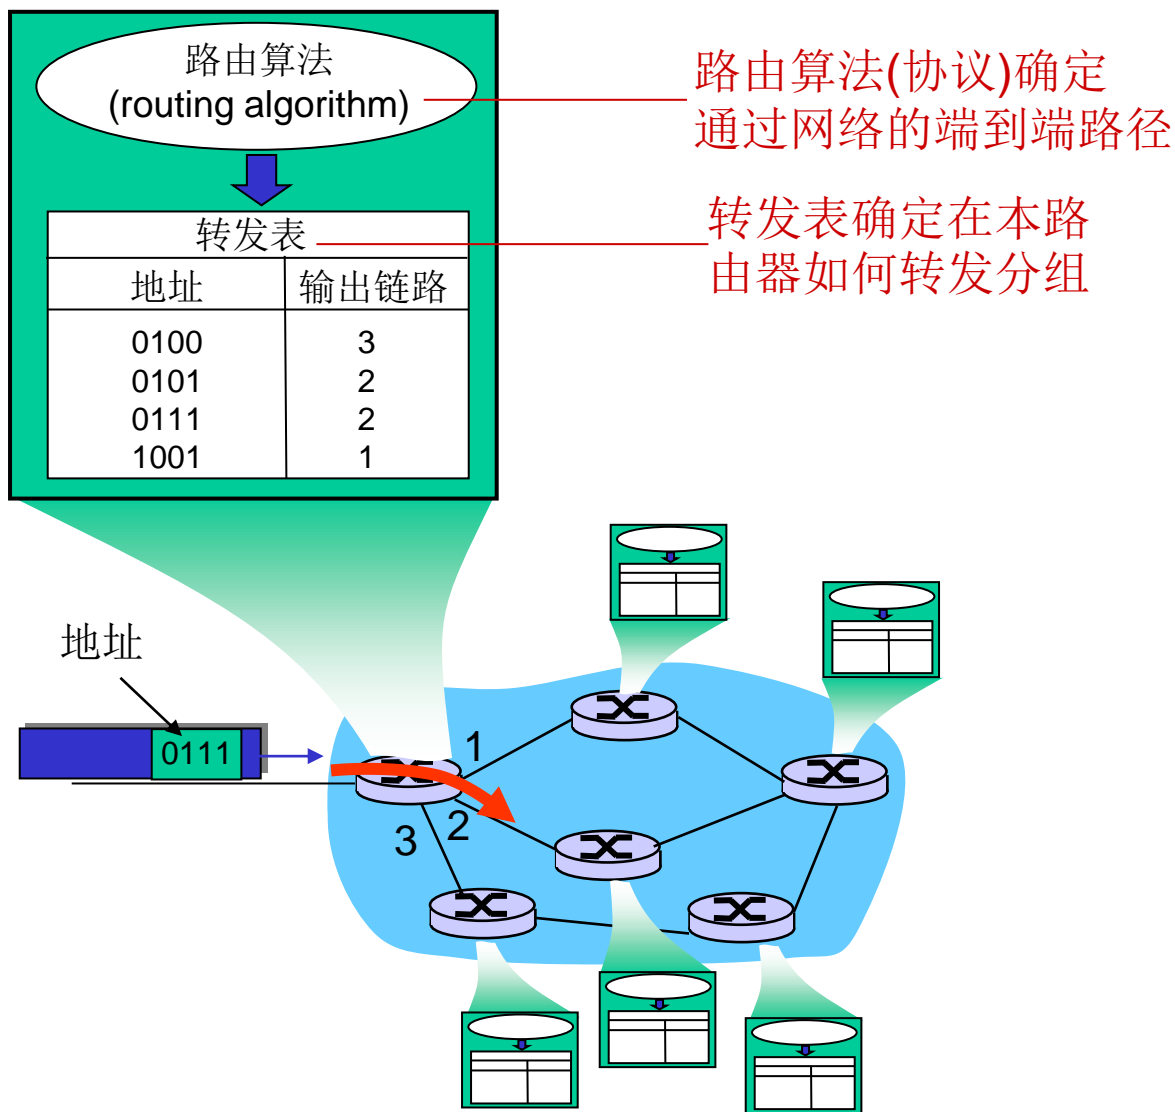 路由算法
(routing algorithm)
路由算法(协议)确定
通过网络的端到端路径
转发表
转发表确定在本路
由器如何转发分组
地址 输出链路
0100 3
0101 2
0111 2
1001 1
地址
0111
1
2
3